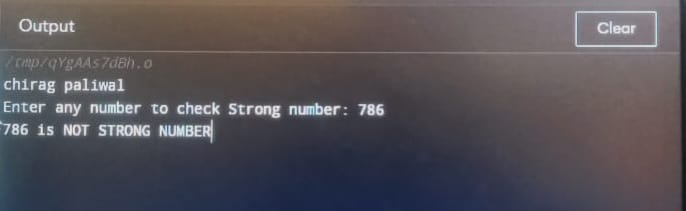 Output
Clear
/tmp/qYgAAs7dBh.o
chirag paliwal
Enter any number to check Strong number: 786
786 is NOT STRONG NUMBER